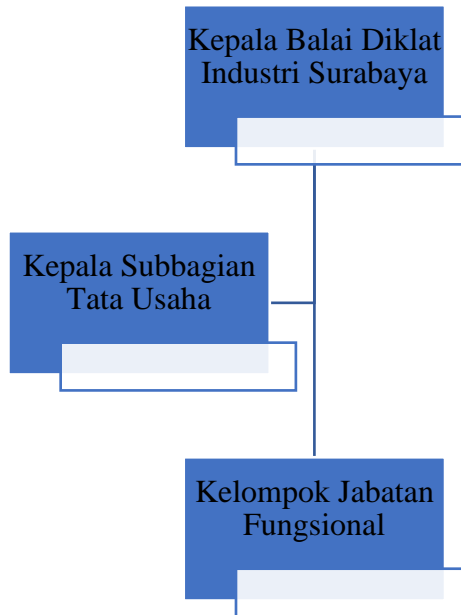 Kepala Balai Diklat
Industri Surabaya
Kepala Subbagian
Tata Usaha
Kelompok Jabatan
Fungsional